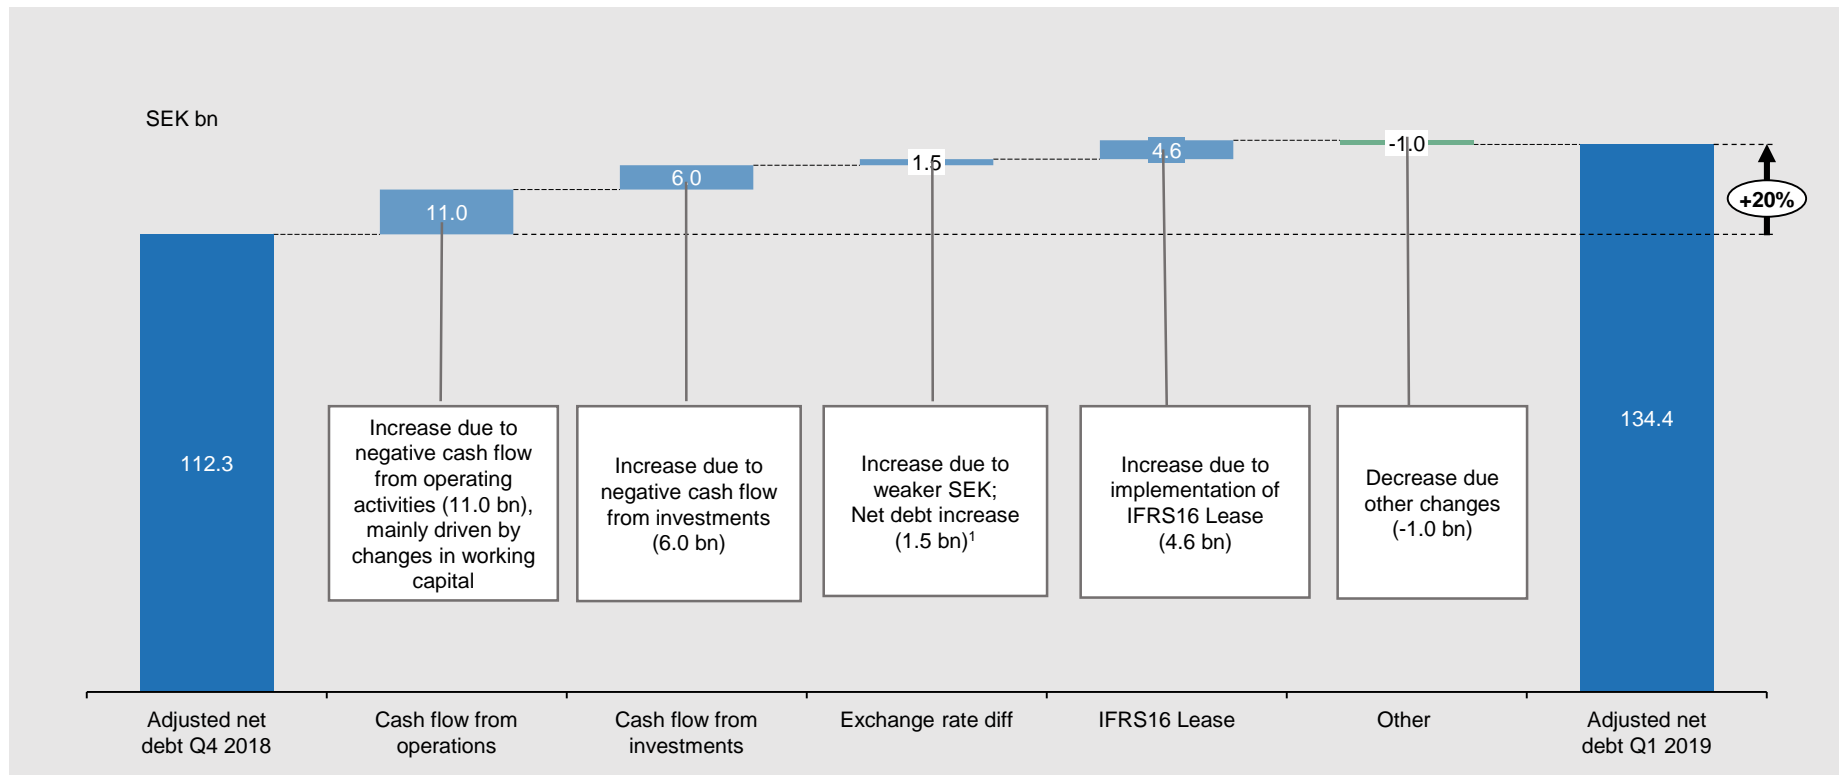 SEK bn
112.3
11.0
6.0
1.5
4.6
-1.0
134.4
+20%
Increase due to
negative cash flow
from operating
activities (11.0 bn),
mainly driven by
changes in working
capital
Increase due to
negative cash flow
from investments
(6.0 bn)
Increase due to
weaker SEK;
Net debt increase
(1.5 bn)¹
Increase due to
implementation of
IFRS16 Lease
(4.6 bn)
Decrease due
other changes
(-1.0 bn)
Adjusted net
debt Q4 2018
Cash flow from
operations
Cash flow from
investments
Exchange rate diff
IFRS16 Lease
Other
Adjusted net
debt Q1 2019